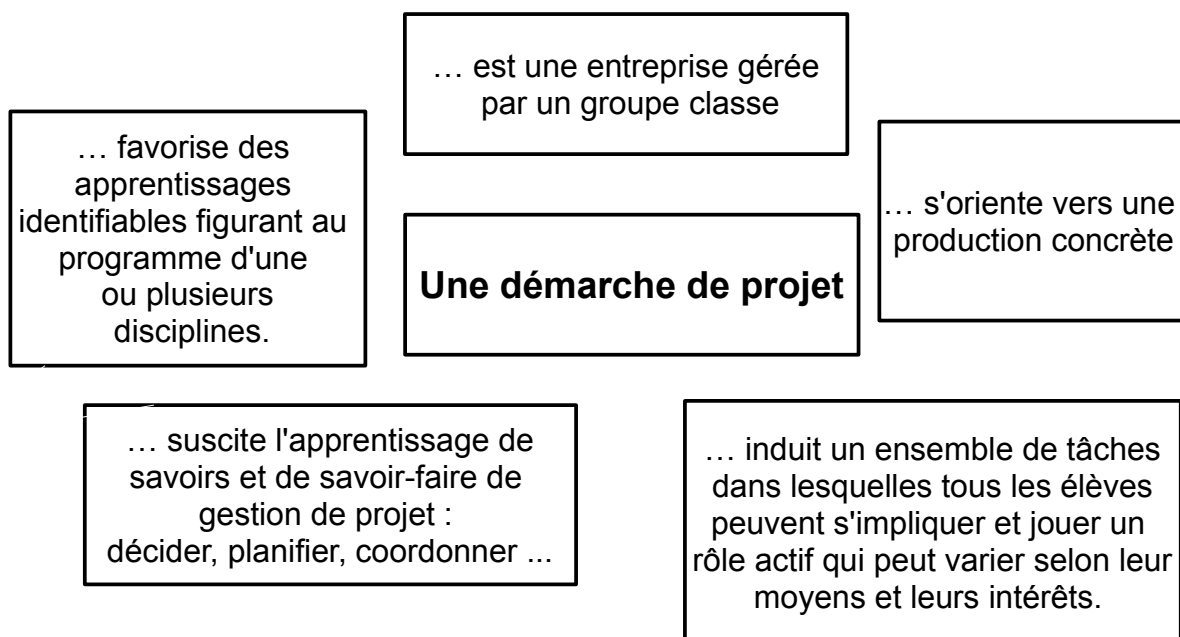 … est une entreprise gérée
par un groupe classe
… favorise des
apprentissages
identifiables figurant au
programme d'une
ou plusieurs
disciplines.
… s'oriente vers une
production concrète
Une démarche de projet
… suscite l'apprentissage de
savoirs et de savoir-faire de
gestion de projet :
décider, planifier, coordonner ...
… induit un ensemble de tâches
dans lesquelles tous les élèves
peuvent s'impliquer et jouer un
rôle actif qui peut varier selon leur
moyens et leurs intérêts.